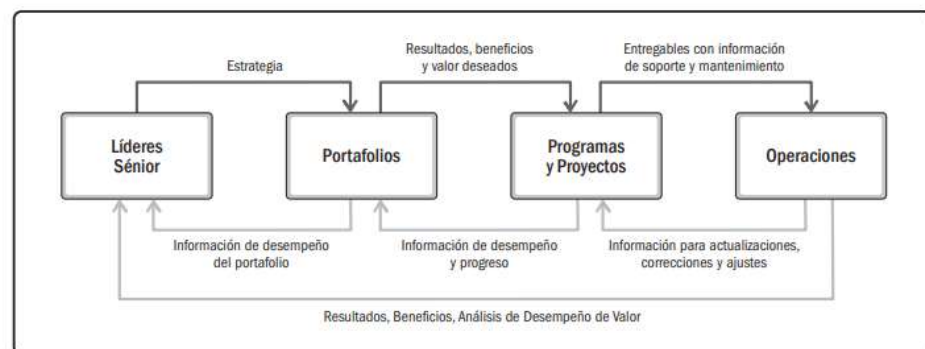 Estrategia
Resultados, beneficios
y valor deseados
Entregables con información
de soporte y mantenimiento
Líderes
Sénior
Portafolios
Programas
y Proyectos
Operaciones
Información de desempeño
del portafolio
Información de desempeño
y progreso
Información para actualizaciones,
correcciones y ajustes
Resultados, Beneficios, Análisis de Desempeño de Valor